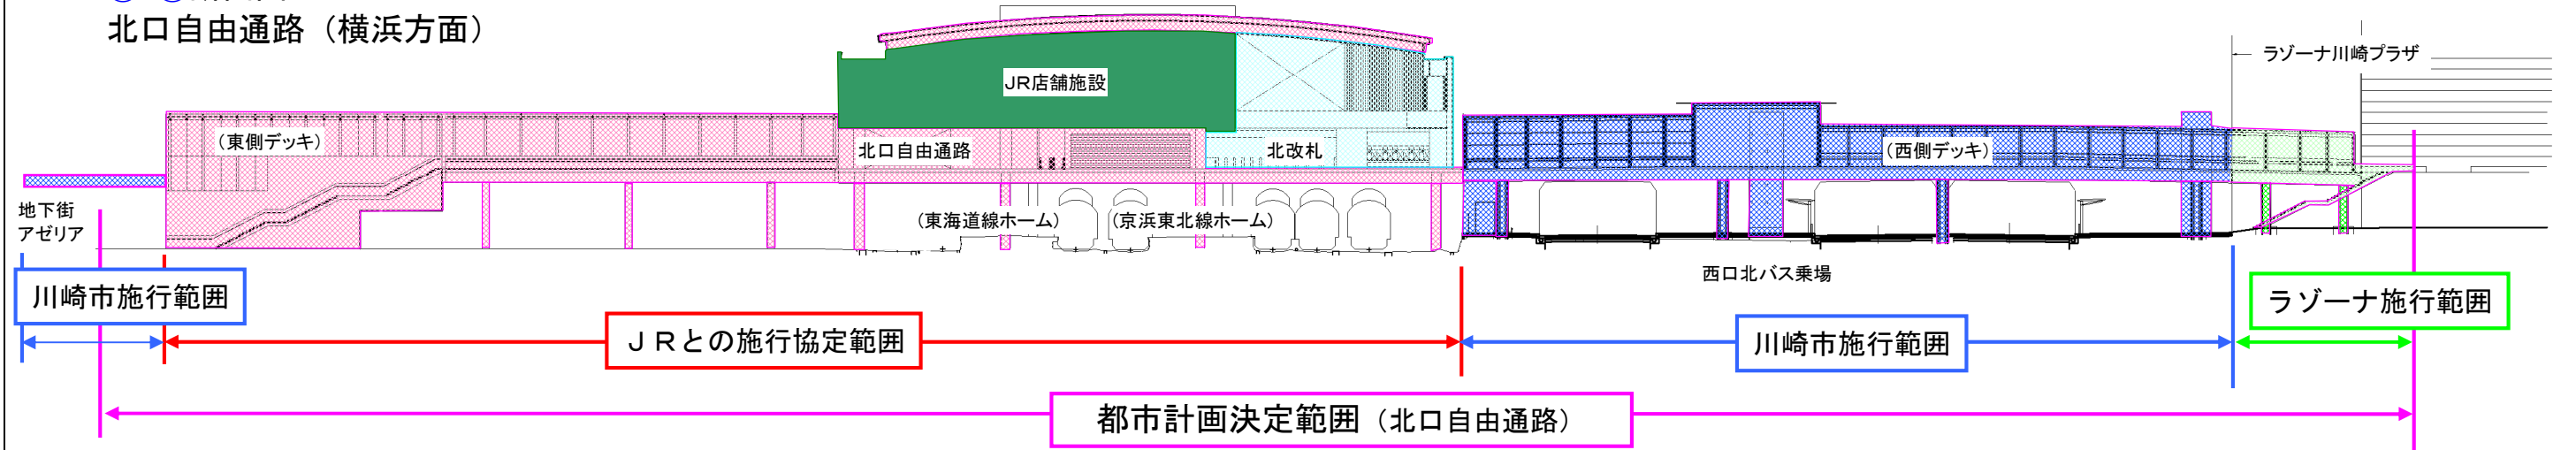 北口自由通路（横浜方面）
ラゾーナ川崎プラザ
JR店舗施設
（東側デッキ）
北口自由通路
北改札
（西側デッキ）
地下街
アゼリア
（東海道線ホーム）
（京浜東北線ホーム）
西口北バス乗場
川崎市施行範囲
ＪＲとの施行協定範囲
川崎市施行範囲
ラゾーナ施行範囲
都市計画決定範囲（北口自由通路）